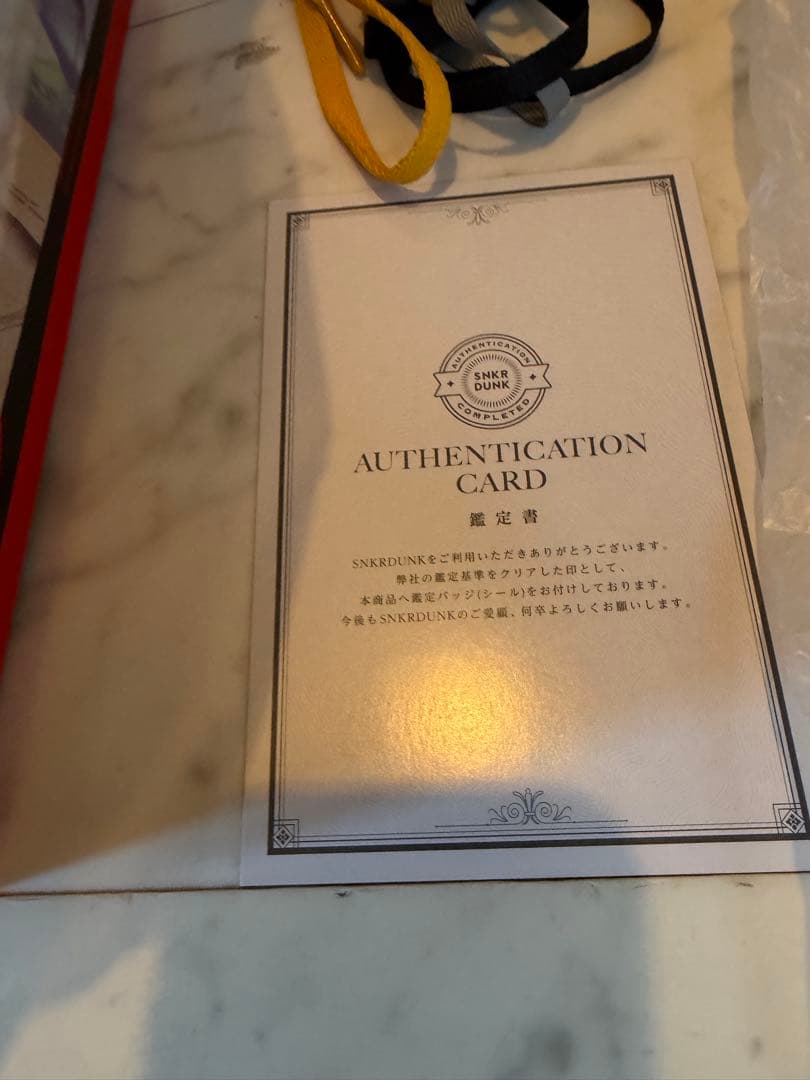 AUTHENTICATION
SNKR
DUNK
COMPLETED
AUTHENTICATION
CARD
鑑定書
SNKRDUNKをご利用いただきありがとうございます。
弊社の鑑定基準をクリアした印として、
本商品へ鑑定バッジ(シール)をお付けしております。
今後もSNKRDUNKのご愛顧、何卒よろしくお願いします。